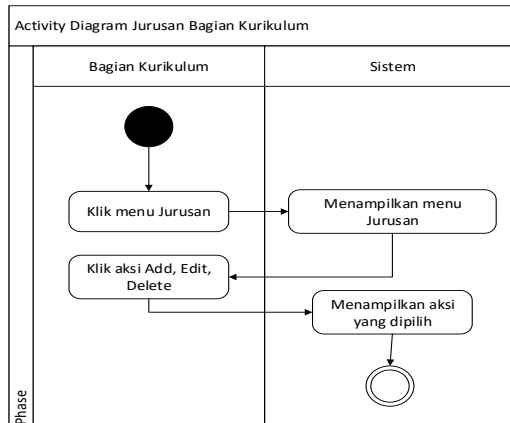 Activity Diagram Jurusan Bagian Kurikulum
Bagian Kurikulum
Sistem
Klik menu Jurusan
Menampilkan menu
Jurusan
Klik aksi Add, Edit,
Delete
Menampilkan aksi
yang dipilih
Phase